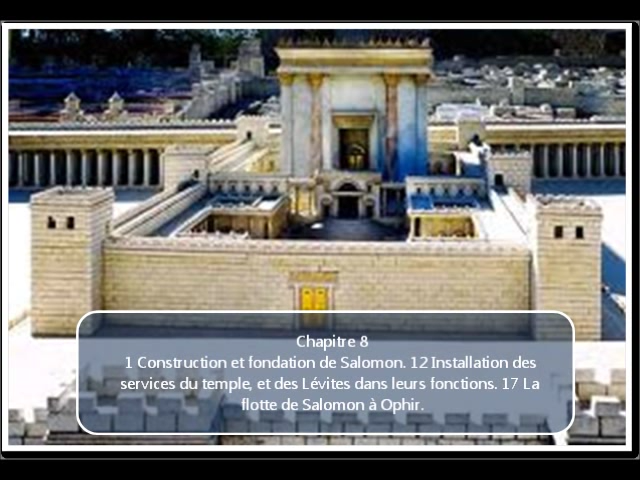 Chapitre 8
1 Construction et fondation de Salomon. 12 Installation des
services du temple, et des Lévites dans leurs fonctions. 17 La
flotte de Salomon à Ophir.